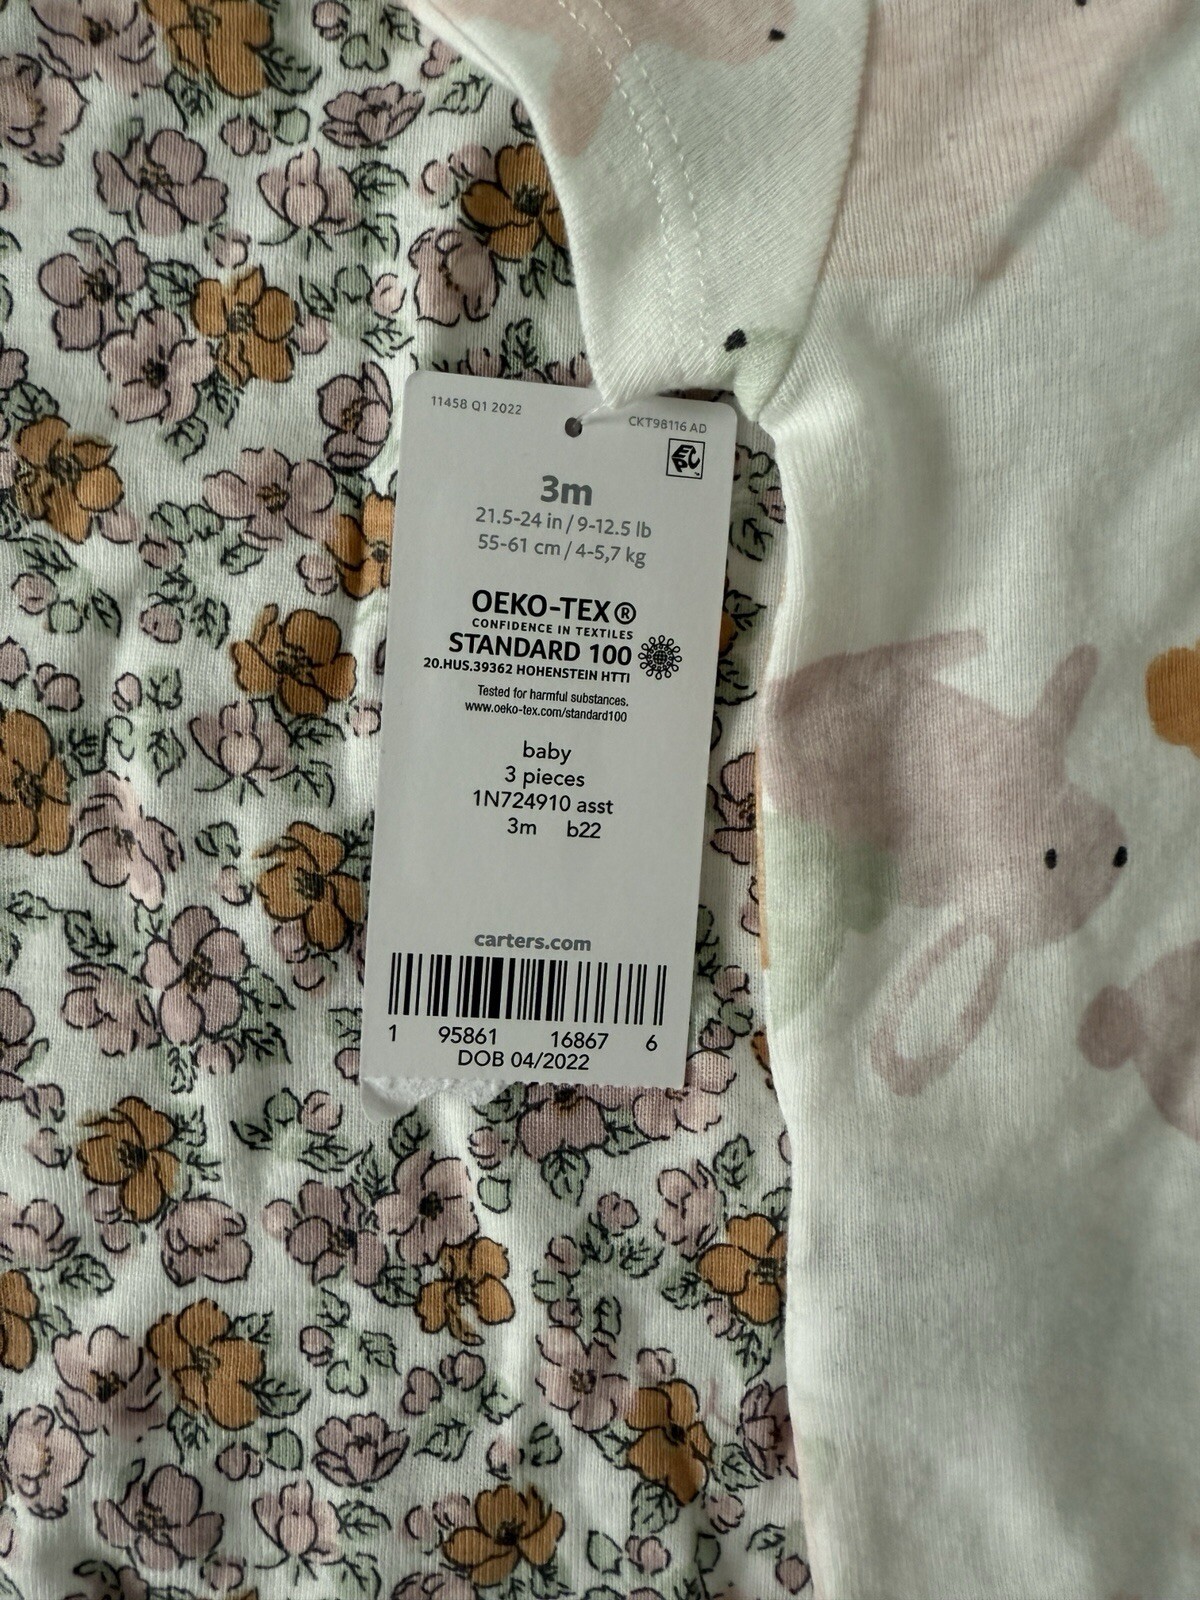 11458 Q1 2022
CKT98116 AD
EPC
3m
21.5-24 in / 9-12.5 lb
55-61 cm / 4-5,7 kg
OEKO-TEX®
CONFIDENCE IN TEXTILES
STANDARD 100
20.HUS.39362 HOHENSTEIN HTTI
Tested for harmful substances.
www.oeko-tex.com/standard100
baby
3 pieces
1N724910 asst
3m b22
carters.com
1 95861 16867 6
DOB 04/2022